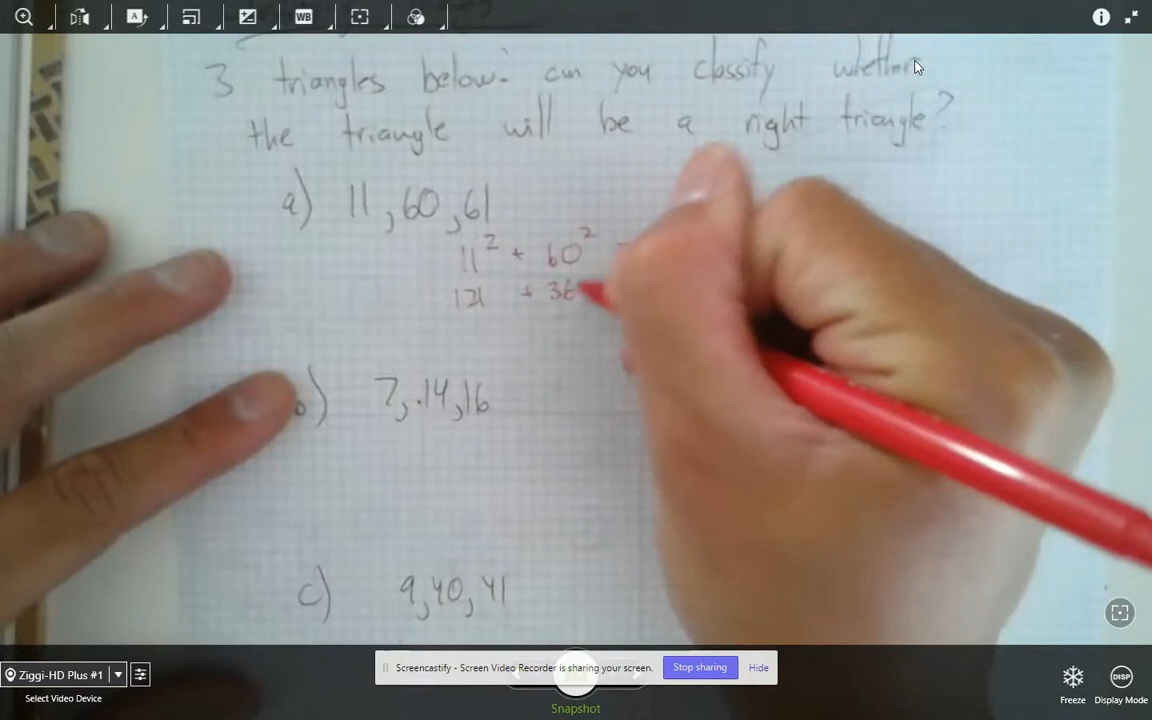 WB
3 triangles below: can you classify whether
the triangle will be a right triangle?
a) 11, 60, 61
11² + 60²
121 + 36
b) 7, 14, 16
c) 9, 40, 41
Screencastify - Screen Video Recorder is sharing your screen. Stop sharing Hide
Ziggi-HD Plus #1
Select Video Device
Snapshot
Freeze
DISP
Display Mode